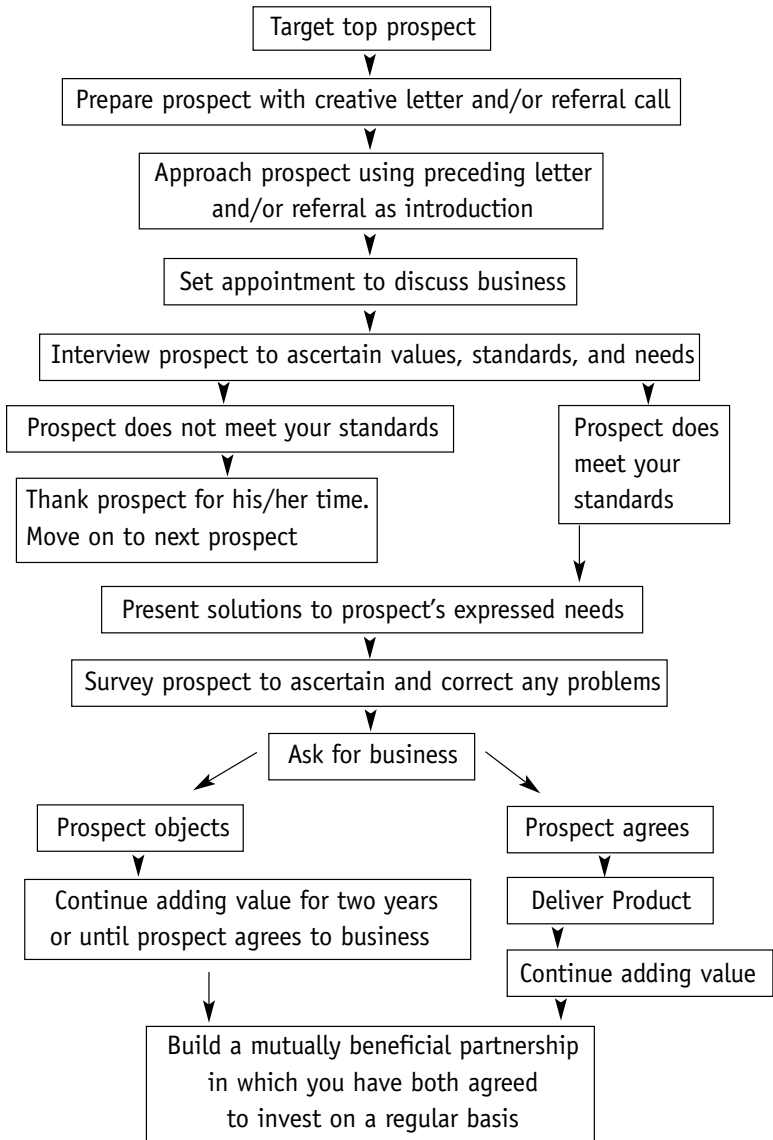 Target top prospect
Prepare prospect with creative letter and/or referral call
Approach prospect using preceding letter
and/or referral as introduction
Set appointment to discuss business
Interview prospect to ascertain values, standards, and needs
Prospect does not meet your standards
Thank prospect for his/her time.
Move on to next prospect
Prospect does
meet your
standards
Present solutions to prospect’s expressed needs
Survey prospect to ascertain and correct any problems
Ask for business
Prospect objects
Continue adding value for two years
or until prospect agrees to business
Prospect agrees
Deliver Product
Continue adding value
Build a mutually beneficial partnership
in which you have both agreed
to invest on a regular basis